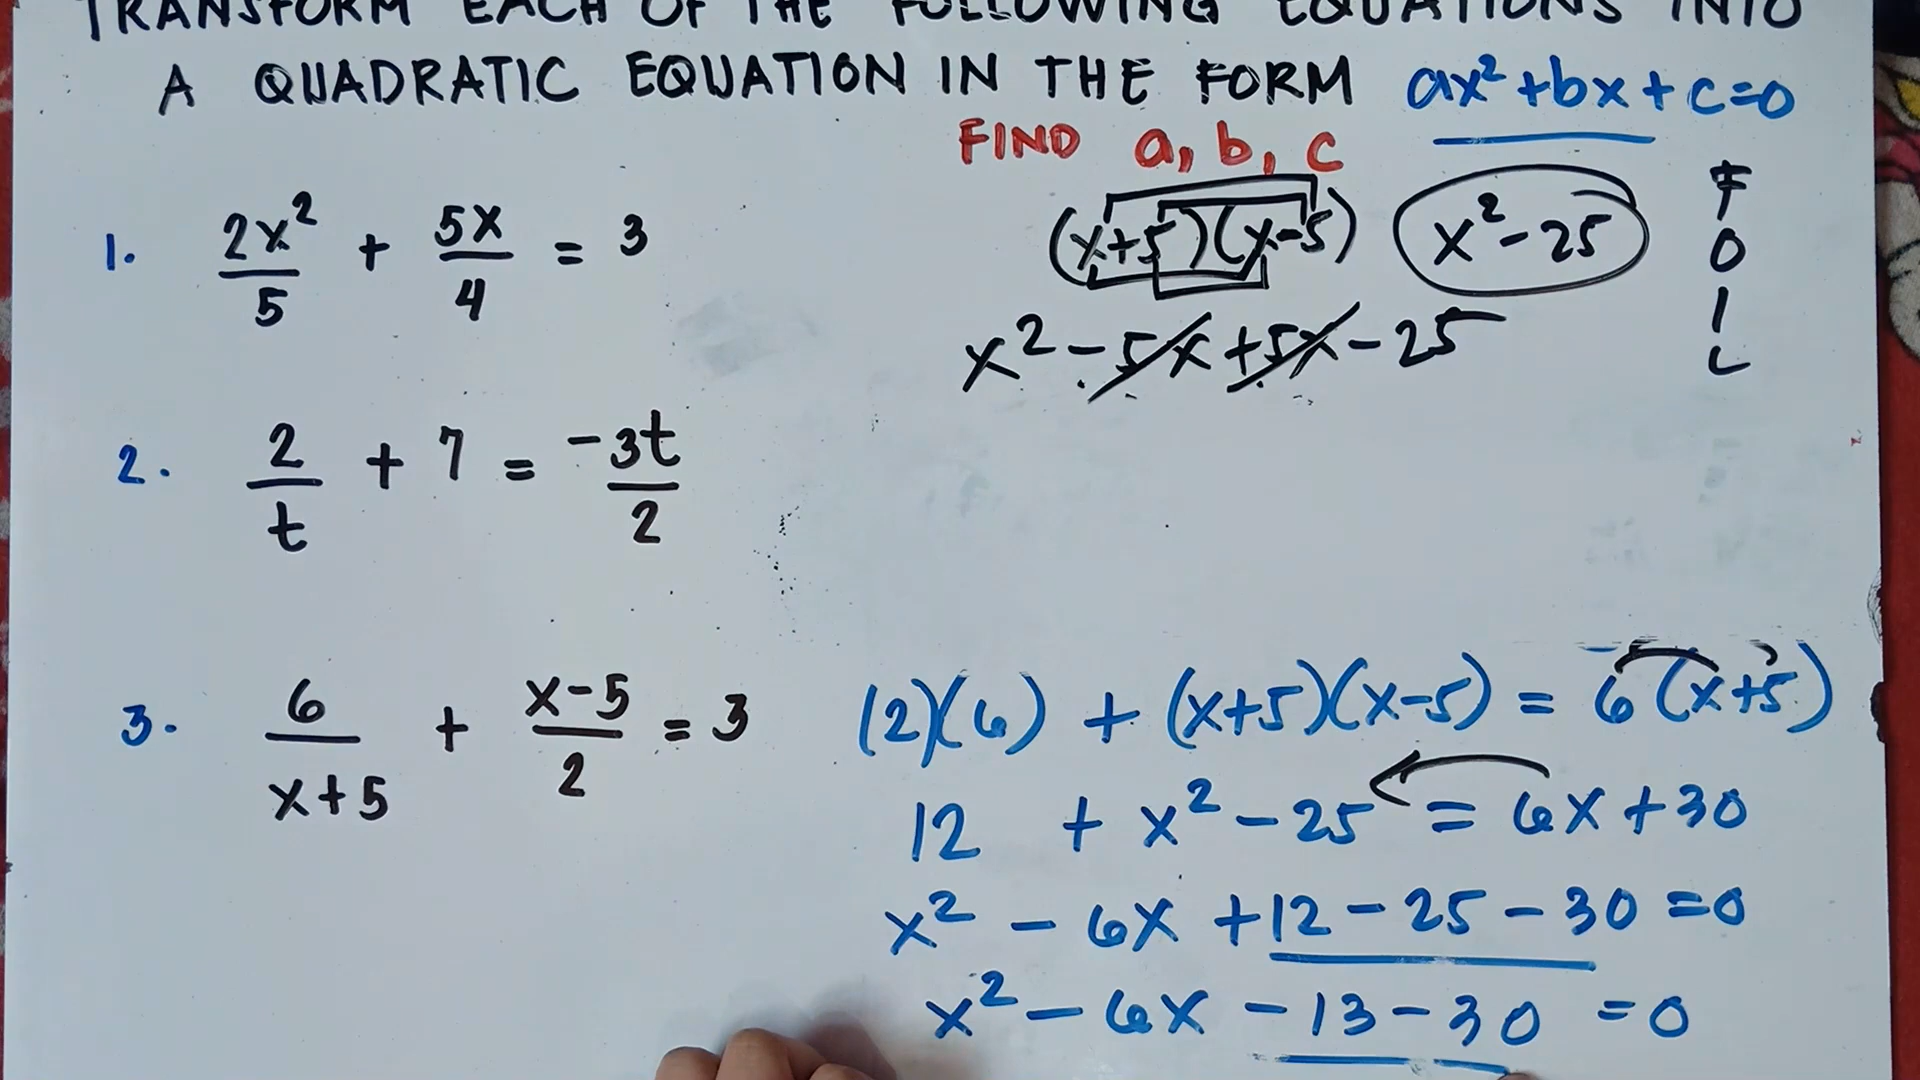 TRANSFORM EACH OF THE FOLLOWING EQUATIONS INTO
A QUADRATIC EQUATION IN THE FORM ax²+bx+c=0
FIND a, b, c
1. 2x²/5 + 5x/4 = 3
(x+5)(x-5) x²-25
x²-5x+5x-25
F
O
I
L
2. 2/t + 7 = -3t/2
3. 6/(x+5) + (x-5)/2 = 3
(2)(6) + (x+5)(x-5) = 6(x+5)
12 + x²-25 = 6x+30
x² - 6x +12-25-30 =0
x² - 6x -13-30 =0